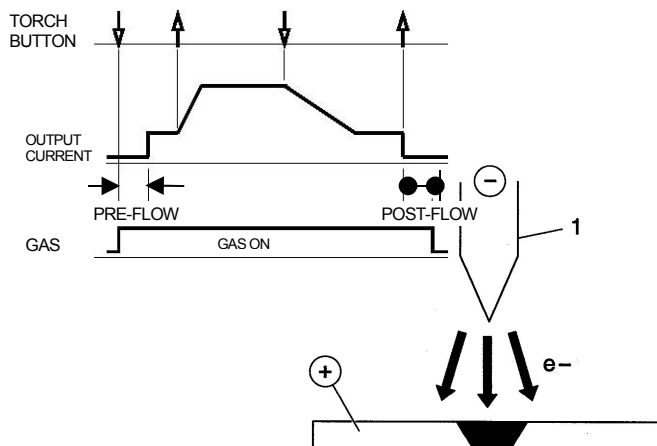 TORCH
BUTTON
OUTPUT
CURRENT
PRE-FLOW
POST-FLOW
GAS
GAS ON
−
1
e−
+